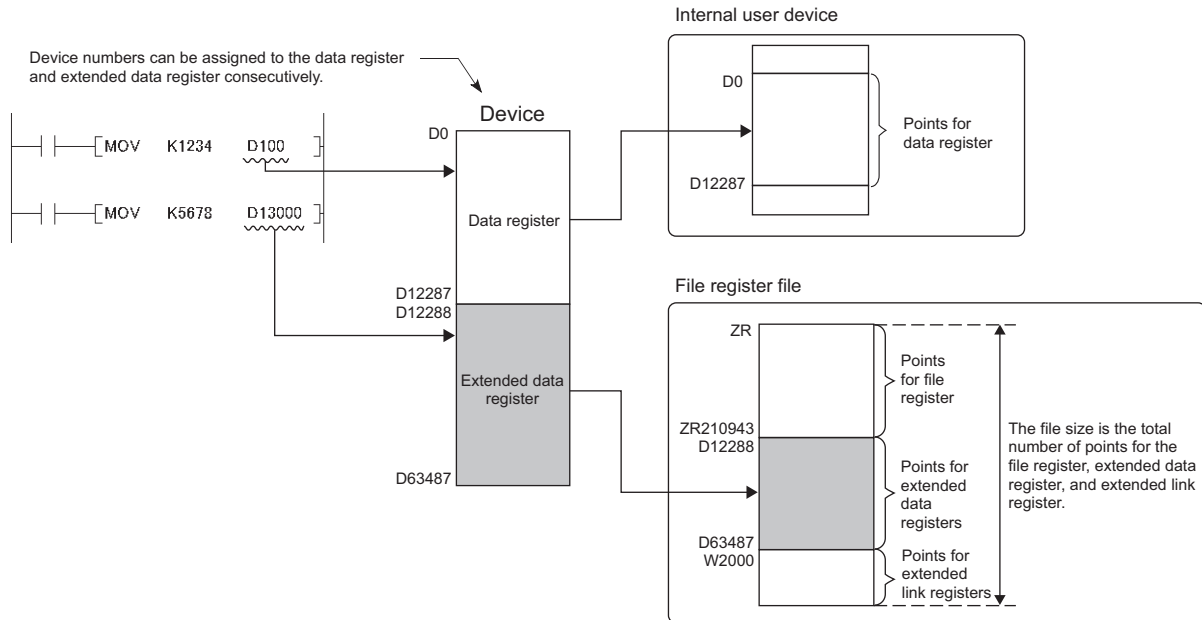 Internal user device
Device numbers can be assigned to the data register
and extended data register consecutively.
Device
D0
MOV K1234 D100
MOV K5678 D13000
Data register
D12287
D12288
Extended data
register
D63487
D0
Points for
data register
D12287
File register file
ZR
Points
for file
register
ZR210943
D12288
Points for
extended
data
registers
D63487
W2000
Points for
extended
link registers
The file size is the total
number of points for the
file register, extended data
register, and extended link
register.